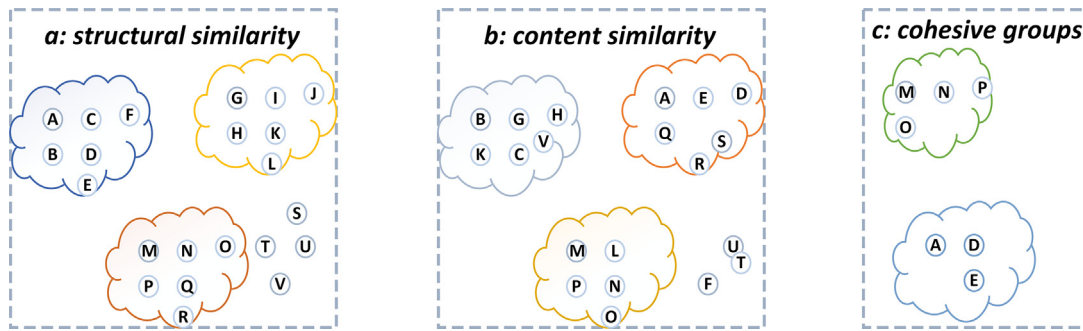 a: structural similarity
A C F
B D
E
G I J
H K
L
M N O
P Q
R
S
T U
V
b: content similarity
B G H
K C V
A E D
Q S
R
M L
P N
O
U
T
F
c: cohesive groups
M N P
O
A D
E